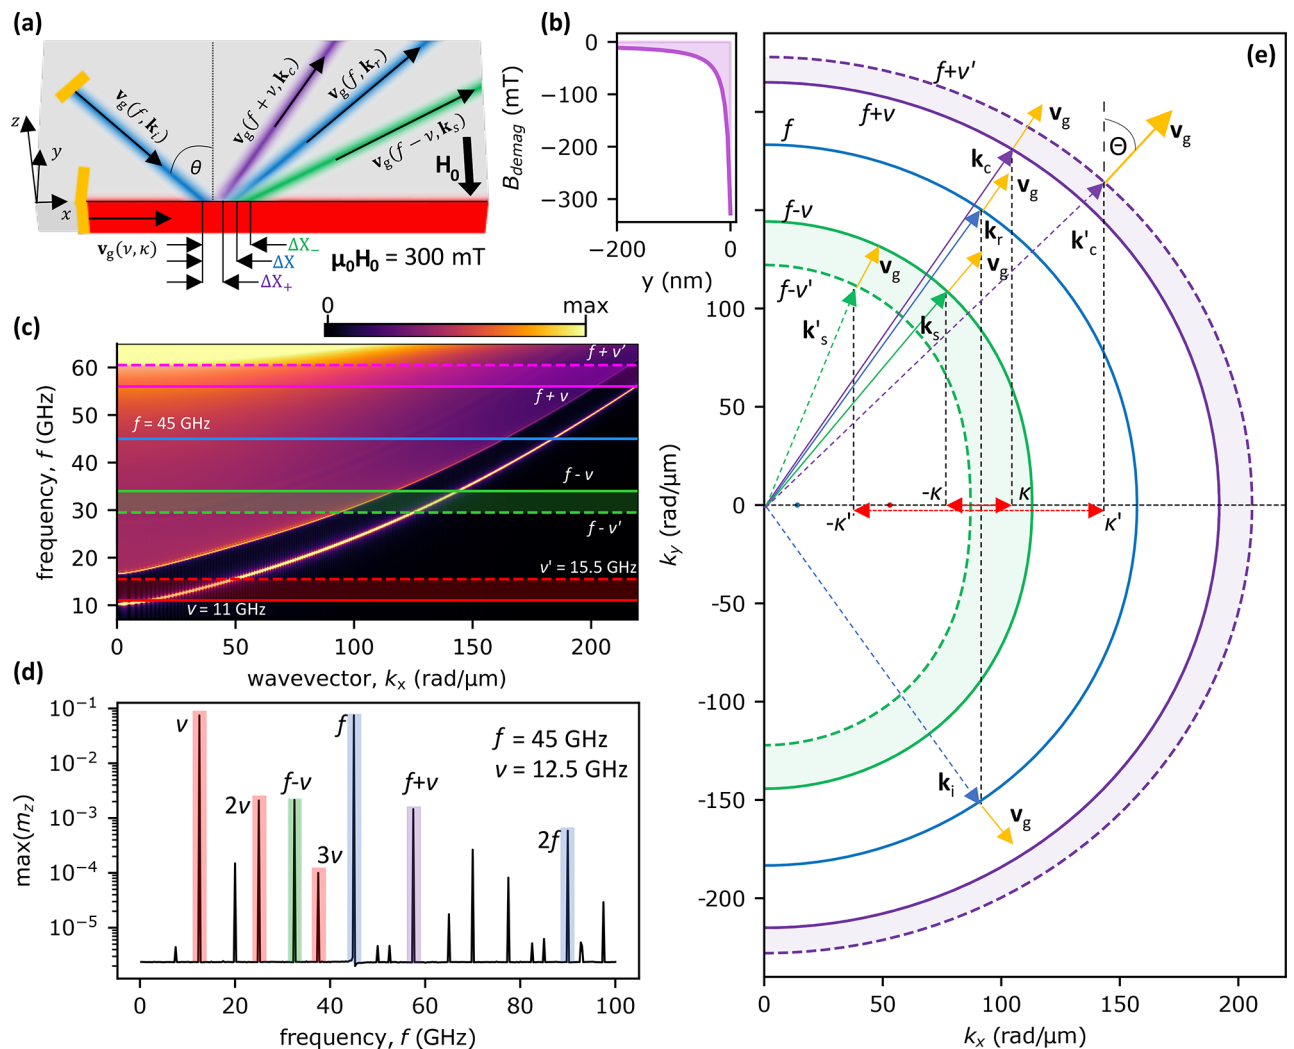 (a)
z
y
x
v_g(f, k_i)
θ
v_g(f + ν, k_c)
v_g(f, k_r)
v_g(f − ν, k_s)
H_0
v_g(ν, κ)
ΔX_−
ΔX
ΔX_+
μ_0H_0 = 300 mT
(b)
B_demag (mT)
0
−100
−200
−300
−200
0
y (nm)
(c)
0
max
frequency, f (GHz)
60
50
40
30
20
10
f + ν'
f + ν
f = 45 GHz
f - ν
f - ν'
ν' = 15.5 GHz
ν = 11 GHz
0
50
100
150
200
wavevector, k_x (rad/μm)
(d)
max(m_z)
10^−1
10^−2
10^−3
10^−4
10^−5
ν
2ν
f-ν
3ν
f
f+ν
2f
f = 45 GHz
ν = 12.5 GHz
0
20
40
60
80
100
frequency, f (GHz)
(e)
f+ν'
f+ν
f
f-ν
f-ν'
v_g
Θ
v_g
k_c
v_g
k_r
k'_c
v_g
v_g
k_s
k'_s
-κ'
-κ
κ
κ'
k_i
v_g
k_y (rad/μm)
100
50
0
-50
-100
-150
-200
0
50
100
150
200
k_x (rad/μm)